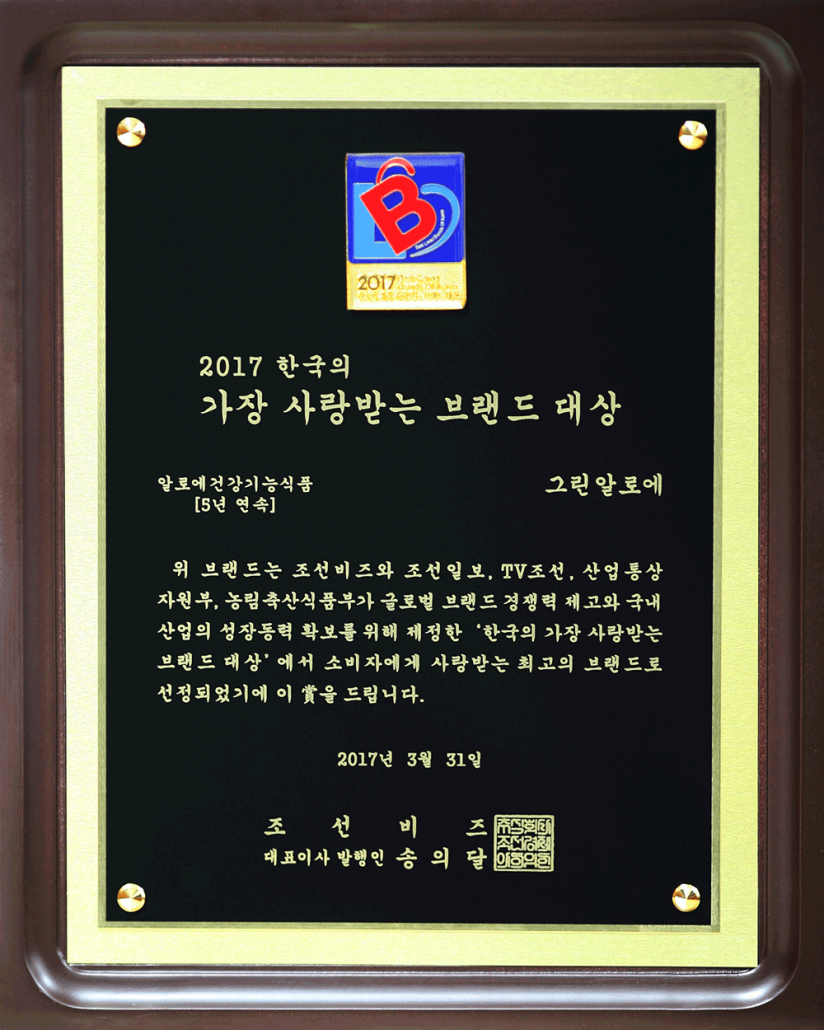 B
2017
2017 한국의
가장 사랑받는 브랜드 대상
알로에건강기능식품
[5년 연속]
그린알로에
위 브랜드는 조선비즈와 조선일보, TV조선, 산업통상
자원부, 농림축산식품부가 글로벌 브랜드 경쟁력 제고와 국내
산업의 성장동력 확보를 위해 제정한 '한국의 가장 사랑받는
브랜드 대상'에서 소비자에게 사랑받는 최고의 브랜드로
선정되었기에 이 賞을 드립니다.
2017년 3월 31일
조 선 비 즈
대표이사 발행인 송 의 달